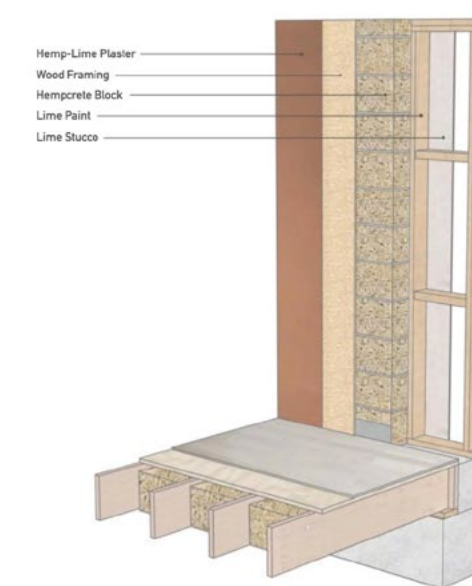 Hemp-Lime Plaster
Wood Framing
Hempcrete Block
Lime Paint
Lime Stucco